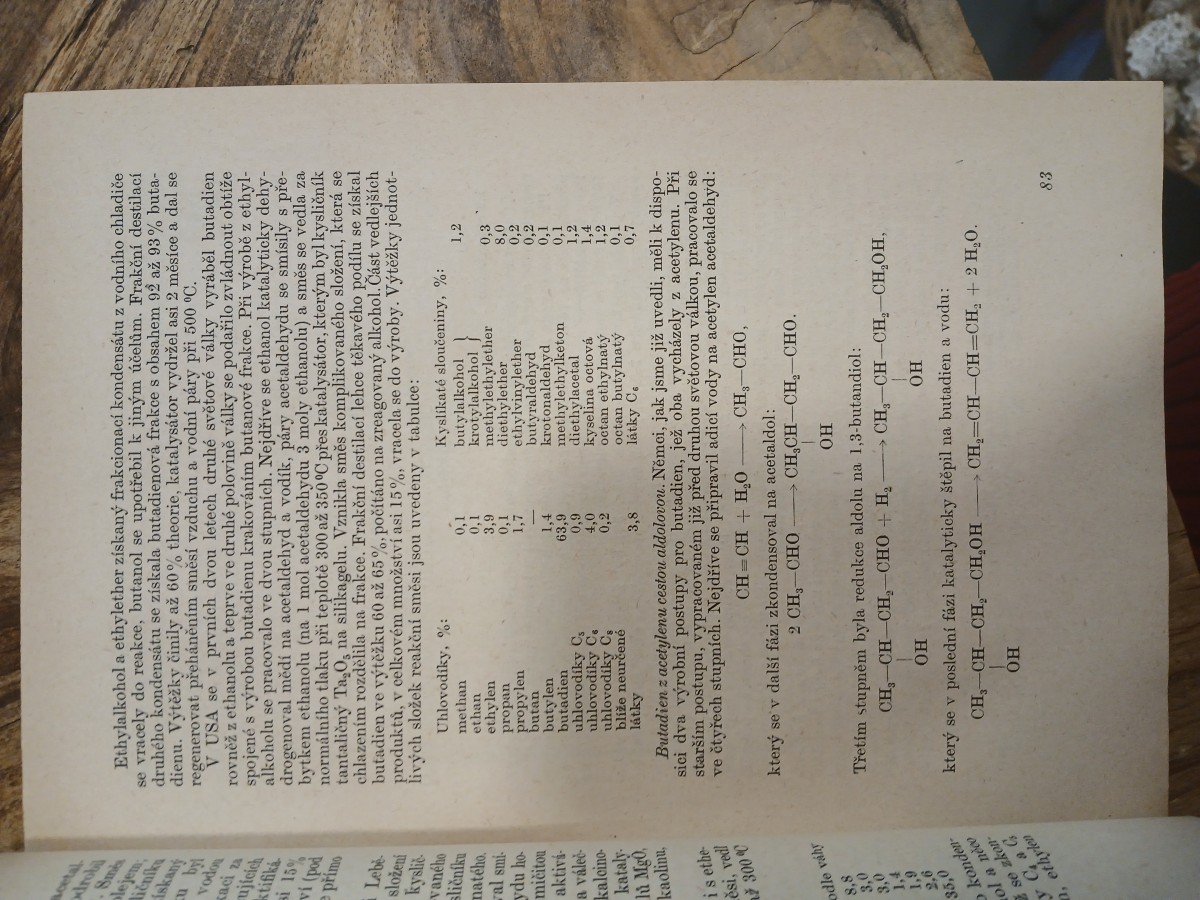 Ethylalkohol a ethylether získaný frakcionací kondensátu z vodního chladiče
se vracely do reakce, butanol se upotřebil k jiným účelům. Frakční destilací
druhého kondensátu se získala butadienová frakce s obsahem 92 až 93 % buta-
dienu. Výtěžky činily až 60 % theorie, katalysátor vydržel asi 2 měsíce a dal se
regenerovat přeháněním směsi vzduchu a vodní páry při 500 °C.
V USA se v prvních dvou letech druhé světové války vyráběl butadien
rovněž z ethanolu a teprve ve druhé polovině války se podařilo zvládnout obtíže
spojené s výrobou butadienu krakováním butanové frakce. Při výrobě z ethyl-
alkoholu se pracovalo ve dvou stupních. Nejdříve se ethanol katalyticky dehy-
drogenoval mědí na acetaldehyd a vodík, páry acetaldehydu se smísily s pře-
bytkem ethanolu (na 1 mol acetaldehydu 3 moly ethanolu) a směs se vedla za
normálního tlaku při teplotě 300 až 350 °C přes katalysátor, kterým byl kysličník
tantaličný Ta₂O₅ na silikagelu. Vznikla směs komplikovaného složení, která se
chlazením rozdělila na frakce. Frakční destilací lehce těkavého podílu se získal
butadien ve výtěžku 60 až 65 %, počítáno na zreagovaný alkohol. Část vedlejších
produktů, v celkovém množství asi 15 %, vracela se do výroby. Výtěžky jednot-
livých složek reakční směsi jsou uvedeny v tabulce:
Uhlovodíky, %: Kyslíkaté sloučeniny, %:
methan 0,1 butylalkohol } 1,2
ethan 0,1 krotylalkohol }
ethylen 3,9 methylethylether 0,3
propan 0,1 diethylether 8,0
propylen 1,7 ethylvinylether 0,2
butan — butyraldehyd 0,2
butylen 1,4 krotonaldehyd 0,1
butadien 63,9 methylethylketon 0,1
uhlovodíky C₅ 0,9 diethylacetal 1,2
uhlovodíky C₆ 4,0 kyselina octová 1,4
uhlovodíky C₈ 0,2 octan ethylnatý 1,2
blíže neurčené octan butylnatý 0,1
látky 3,8 látky C₆ 0,7
Butadien z acetylenu cestou aldolovou. Němci, jak jsme již uvedli, měli k dispo-
sici dva výrobní postupy pro butadien, jež oba vycházely z acetylenu. Při
starším postupu, vypracovaném již před druhou světovou válkou, pracovalo se
ve čtyřech stupních. Nejdříve se připravil adicí vody na acetylen acetaldehyd:
CH≡CH + H₂O ⟶ CH₃—CHO,
který se v další fázi zkondensoval na acetaldol:
2 CH₃—CHO ⟶ CH₃CH—CH₂—CHO.
|
OH
Třetím stupněm byla redukce aldolu na 1,3-butandiol:
CH₃—CH—CH₂—CHO + H₂ ⟶ CH₃—CH—CH₂—CH₂OH,
| |
OH OH
který se v poslední fázi katalyticky štěpil na butadien a vodu:
CH₃—CH—CH₂—CH₂OH ⟶ CH₂=CH—CH=CH₂ + 2 H₂O.
|
OH
83